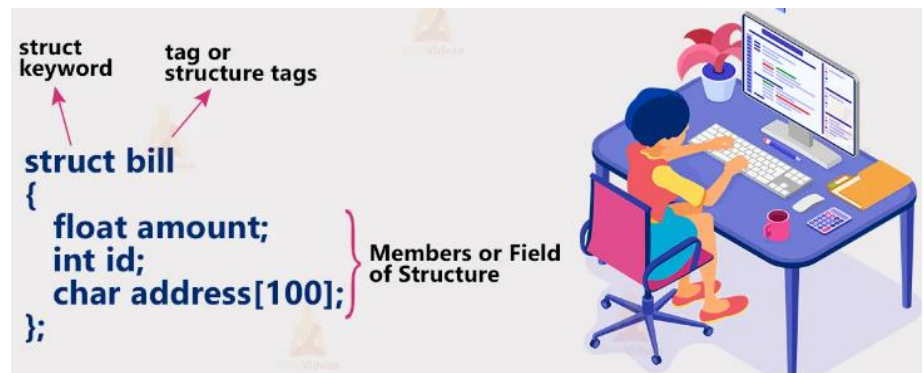 struct
keyword
tag or
structure tags
struct bill
{
float amount;
int id;
char address[100];
};
Members or Field
of Structure